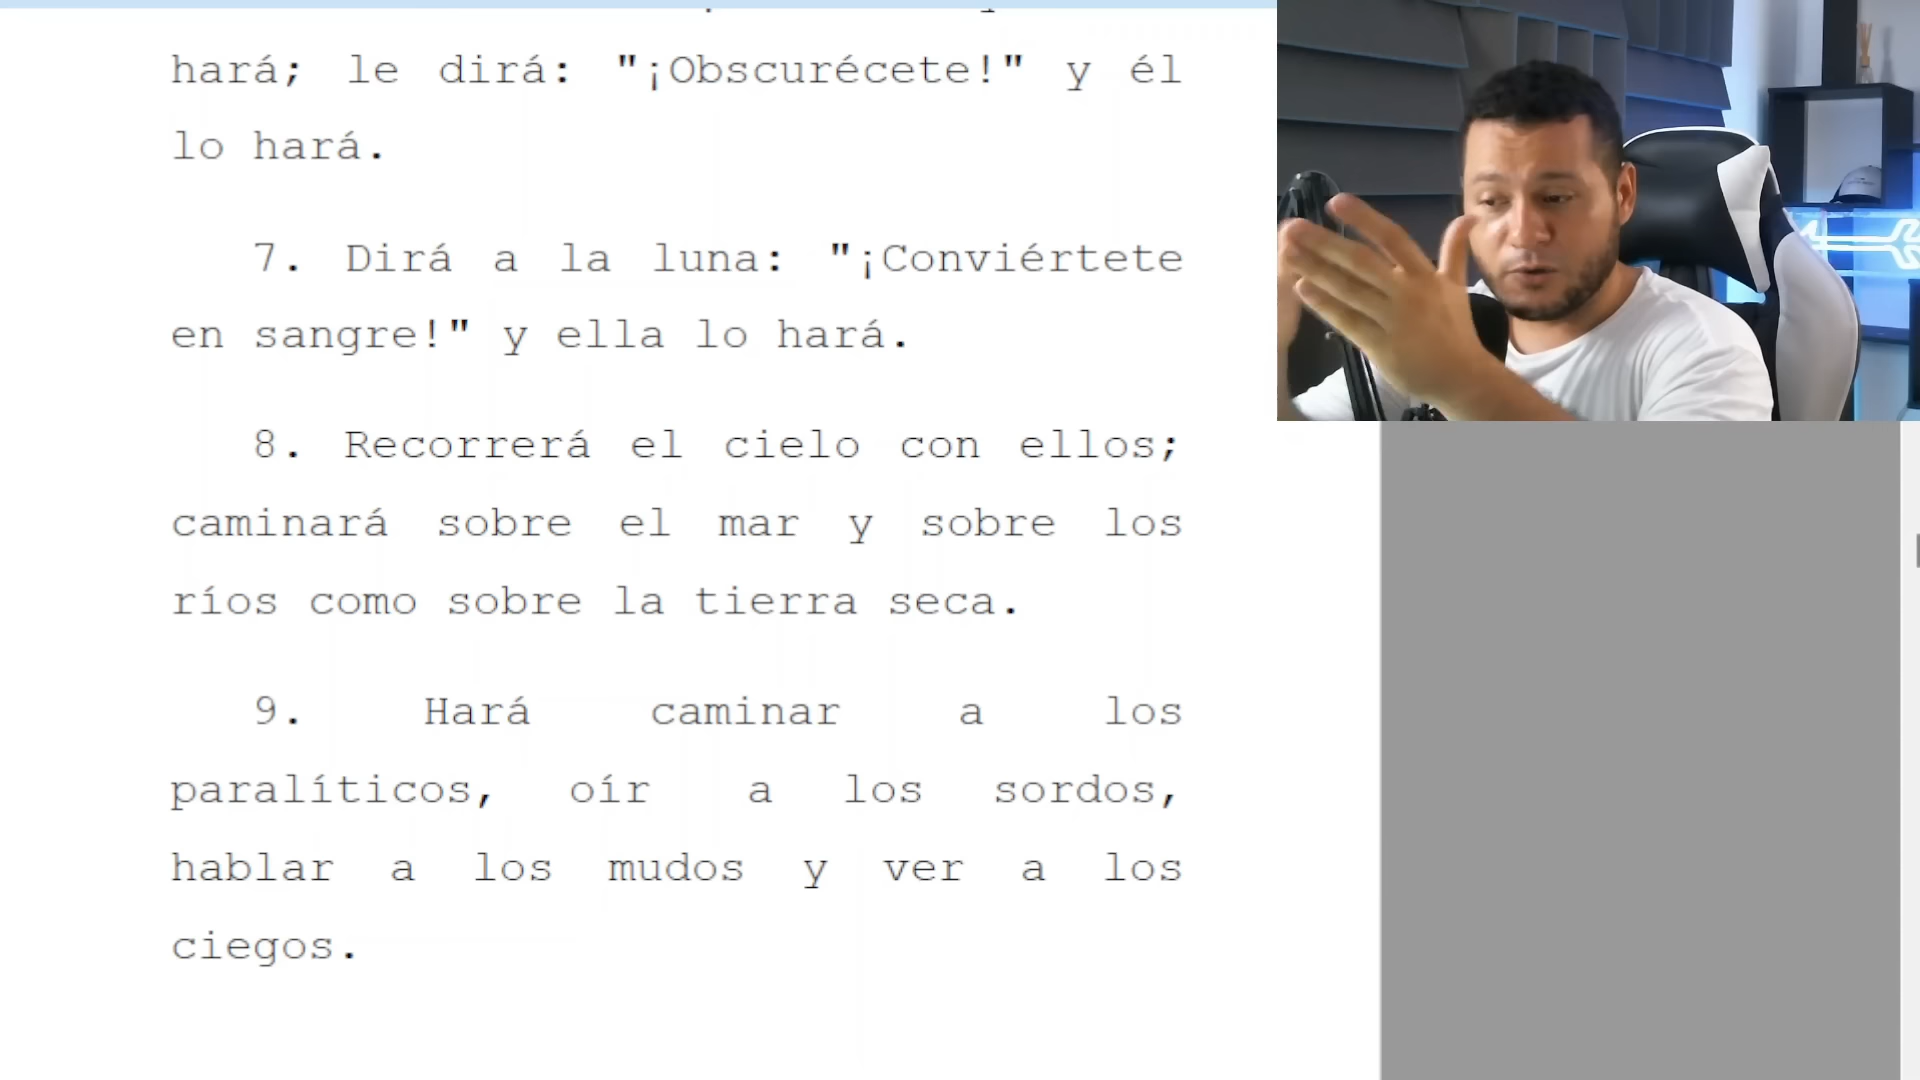 hará; le dirá: "¡Obscurécete!" y él
lo hará.
7. Dirá a la luna: "¡Conviértete
en sangre!" y ella lo hará.
8. Recorrerá el cielo con ellos;
caminará sobre el mar y sobre los
ríos como sobre la tierra seca.
9. Hará caminar a los
paralíticos, oír a los sordos,
hablar a los mudos y ver a los
ciegos.